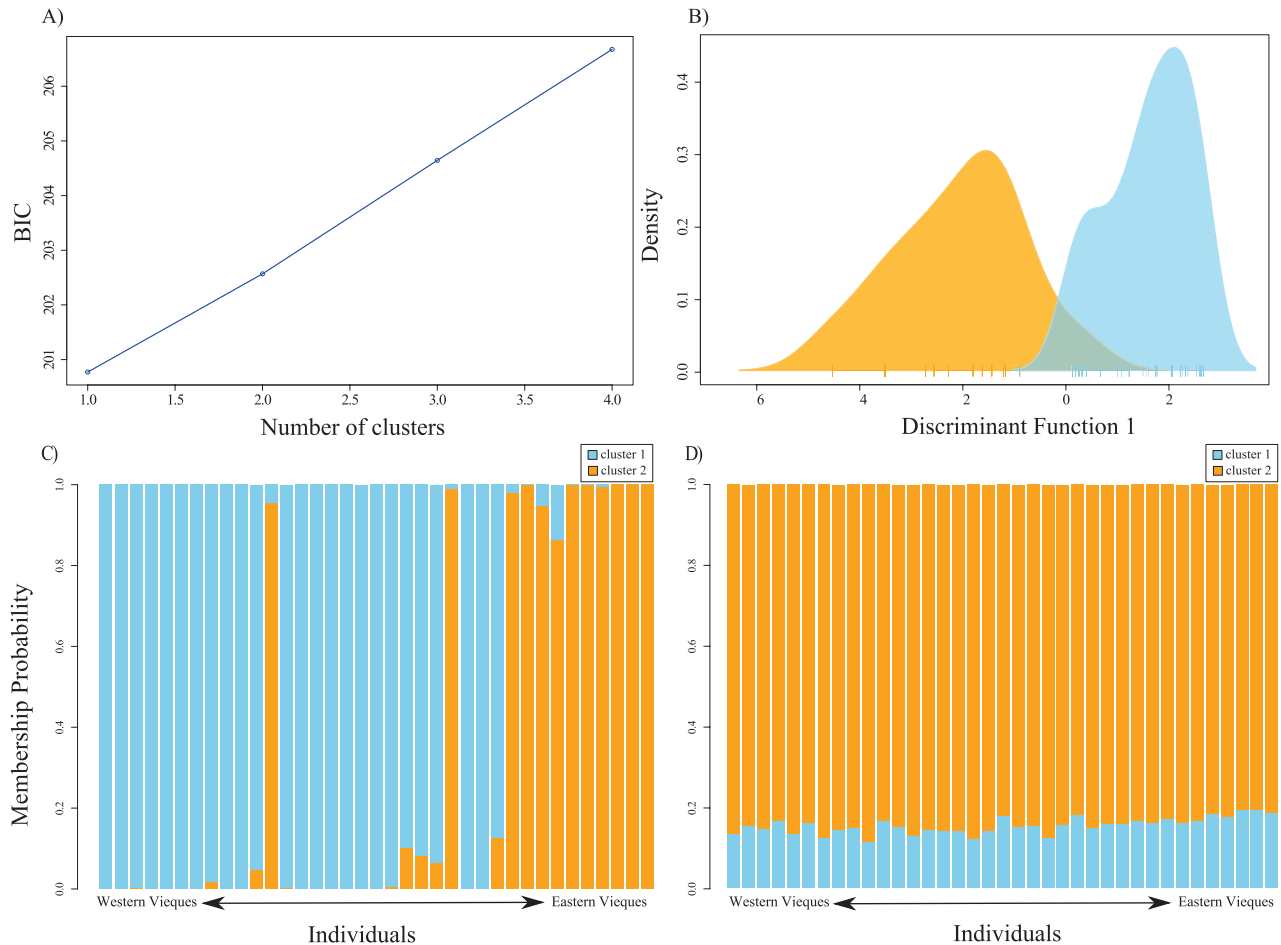 A)
BIC
206
205
204
203
202
201
1.0 1.5 2.0 2.5 3.0 3.5 4.0
Number of clusters
B)
Density
0.4
0.3
0.2
0.1
0.0
6 4 2 0 2
Discriminant Function 1
C)
cluster 1
cluster 2
Membership Probability
1.0
0.8
0.6
0.4
0.2
0.0
Western Vieques Eastern Vieques
Individuals
D)
cluster 1
cluster 2
1.0
0.8
0.6
0.4
0.2
0.0
Western Vieques Eastern Vieques
Individuals